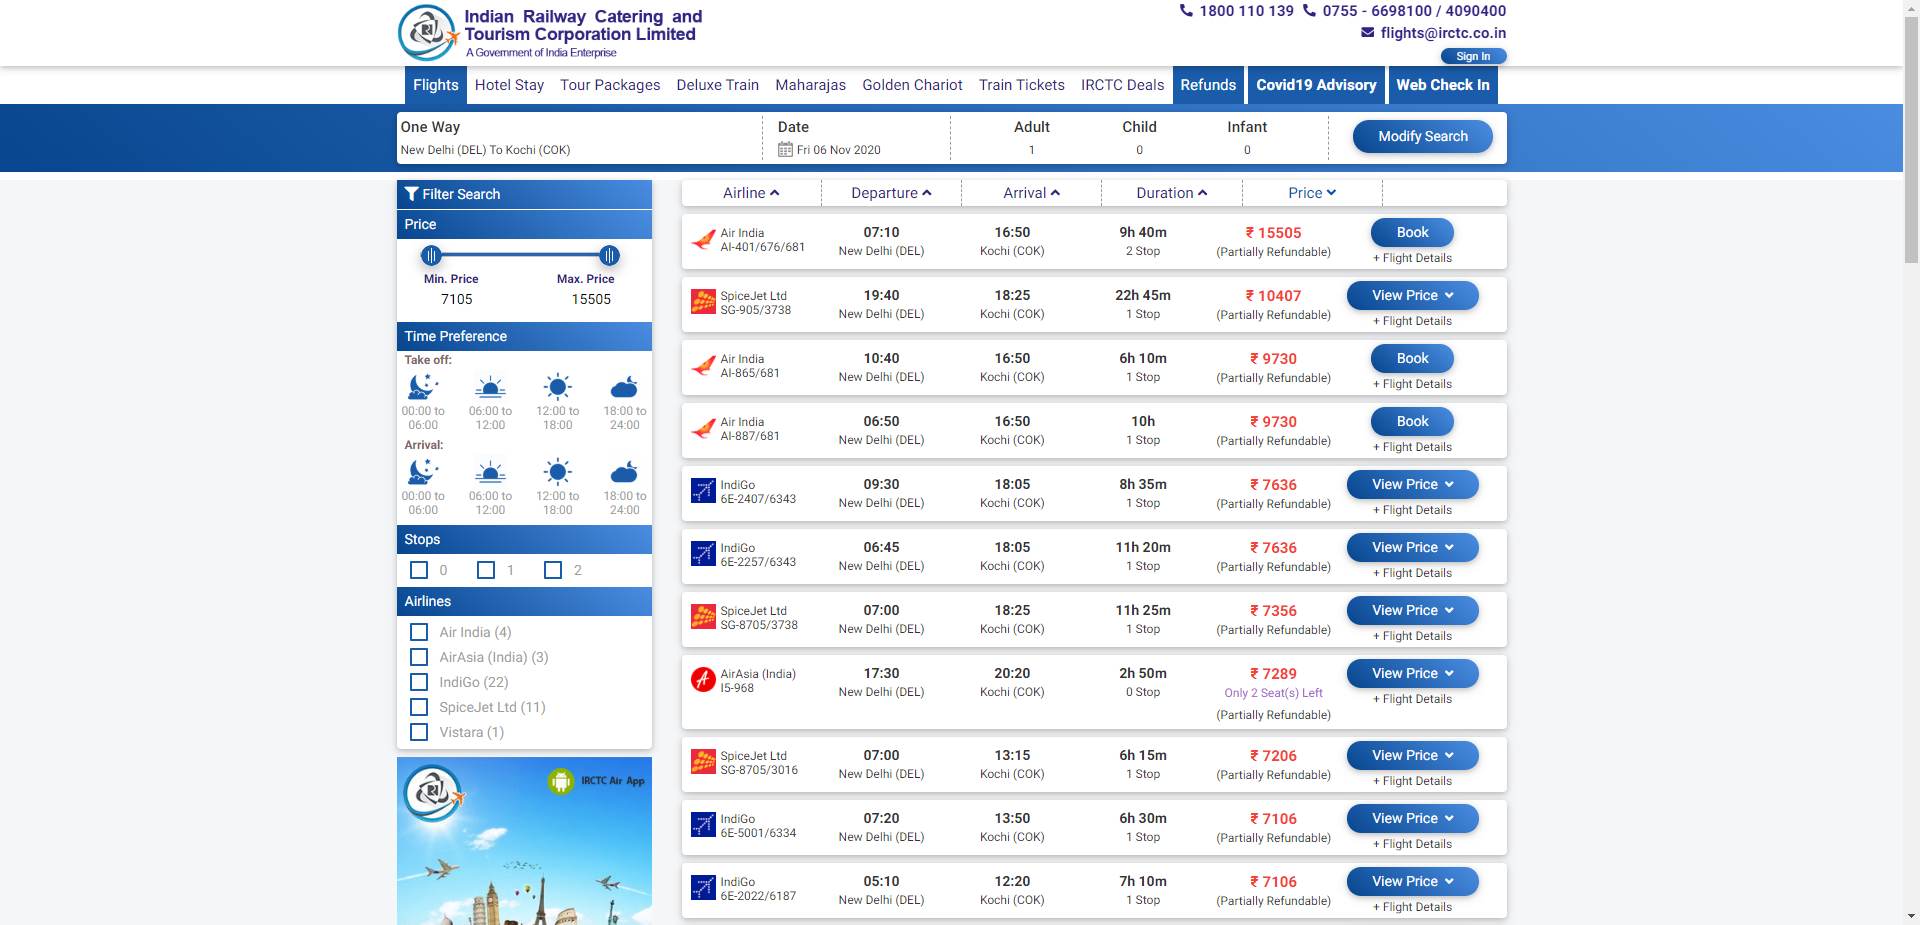 Indian Railway Catering and
Tourism Corporation Limited
A Government of India Enterprise
1800 110 139 0755 - 6698100 / 4090400
flights@irctc.co.in
Sign In
Flights Hotel Stay Tour Packages Deluxe Train Maharajas Golden Chariot Train Tickets IRCTC Deals Refunds Covid19 Advisory Web Check In
One Way
New Delhi (DEL) To Kochi (COK)
Date
Fri 06 Nov 2020
Adult
1
Child
0
Infant
0
Modify Search
Filter Search
Price
Min. Price Max. Price
7105 15505
Time Preference
Take off:
00:00 to 06:00 to 12:00 to 18:00 to
06:00 12:00 18:00 24:00
Arrival:
00:00 to 06:00 to 12:00 to 18:00 to
06:00 12:00 18:00 24:00
Stops
0 1 2
Airlines
Air India (4)
AirAsia (India) (3)
IndiGo (22)
SpiceJet Ltd (11)
Vistara (1)
IRCTC Air App
Airline Departure Arrival Duration Price
Air India 07:10 16:50 9h 40m ₹ 15505 Book
AI-401/676/681 New Delhi (DEL) Kochi (COK) 2 Stop (Partially Refundable) + Flight Details
SpiceJet Ltd 19:40 18:25 22h 45m ₹ 10407 View Price
SG-905/3738 New Delhi (DEL) Kochi (COK) 1 Stop (Partially Refundable) + Flight Details
Air India 10:40 16:50 6h 10m ₹ 9730 Book
AI-865/681 New Delhi (DEL) Kochi (COK) 1 Stop (Partially Refundable) + Flight Details
Air India 06:50 16:50 10h ₹ 9730 Book
AI-887/681 New Delhi (DEL) Kochi (COK) 1 Stop (Partially Refundable) + Flight Details
IndiGo 09:30 18:05 8h 35m ₹ 7636 View Price
6E-2407/6343 New Delhi (DEL) Kochi (COK) 1 Stop (Partially Refundable) + Flight Details
IndiGo 06:45 18:05 11h 20m ₹ 7636 View Price
6E-2257/6343 New Delhi (DEL) Kochi (COK) 1 Stop (Partially Refundable) + Flight Details
SpiceJet Ltd 07:00 18:25 11h 25m ₹ 7356 View Price
SG-8705/3738 New Delhi (DEL) Kochi (COK) 1 Stop (Partially Refundable) + Flight Details
AirAsia (India) 17:30 20:20 2h 50m ₹ 7289 View Price
I5-968 New Delhi (DEL) Kochi (COK) 0 Stop Only 2 Seat(s) Left + Flight Details
(Partially Refundable)
SpiceJet Ltd 07:00 13:15 6h 15m ₹ 7206 View Price
SG-8705/3016 New Delhi (DEL) Kochi (COK) 1 Stop (Partially Refundable) + Flight Details
IndiGo 07:20 13:50 6h 30m ₹ 7106 View Price
6E-5001/6334 New Delhi (DEL) Kochi (COK) 1 Stop (Partially Refundable) + Flight Details
IndiGo 05:10 12:20 7h 10m ₹ 7106 View Price
6E-2022/6187 New Delhi (DEL) Kochi (COK) 1 Stop (Partially Refundable) + Flight Details